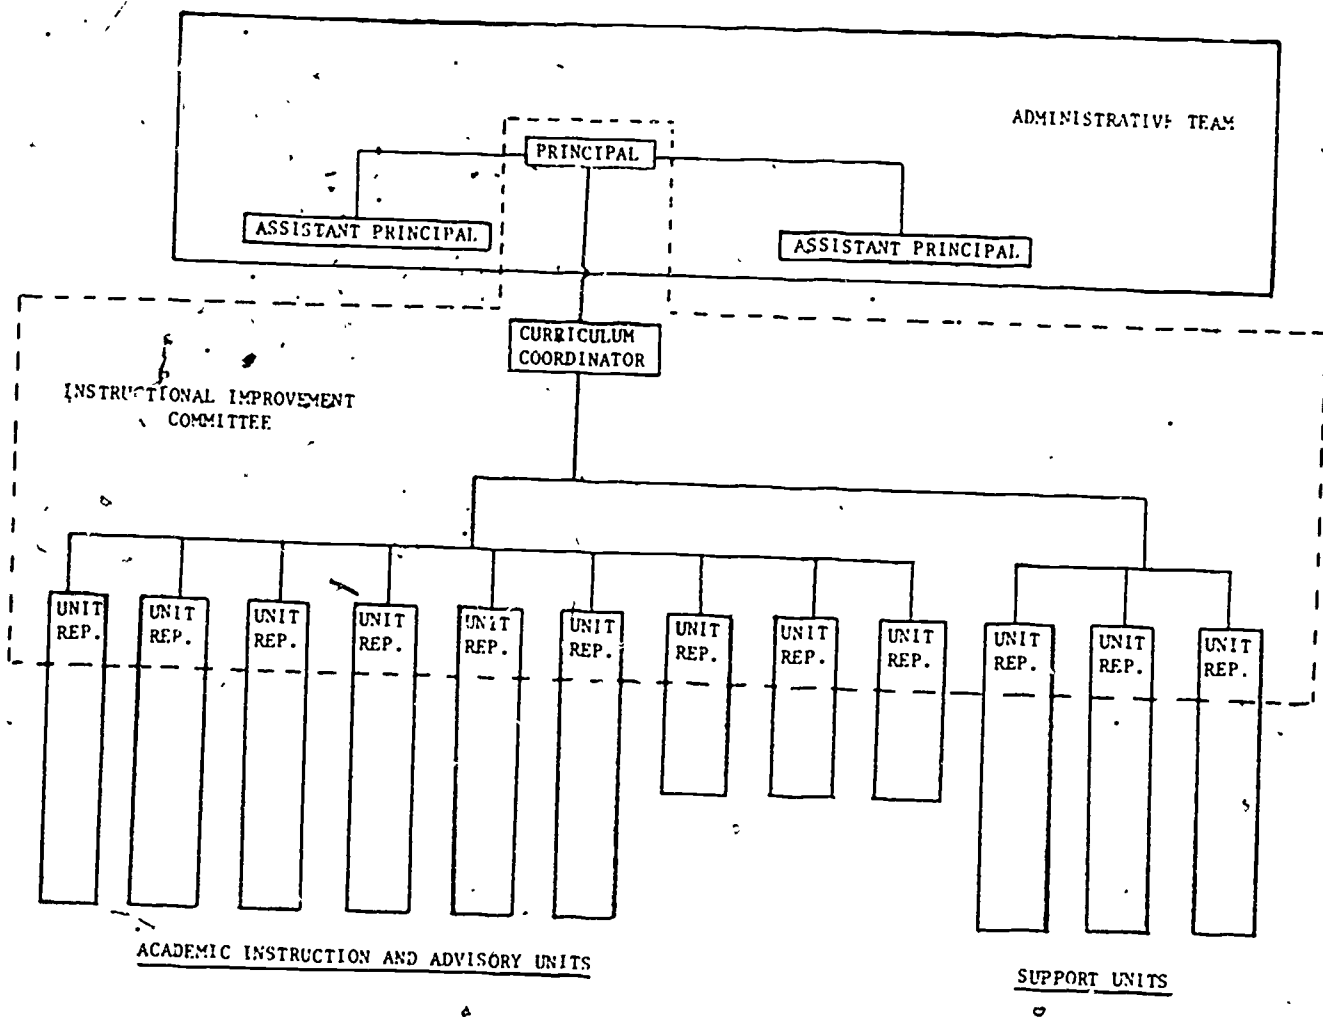 ADMINISTRATIVE TEAM
PRINCIPAL
ASSISTANT PRINCIPAL
ASSISTANT PRINCIPAL
CURRICULUM
COORDINATOR
INSTRUCTIONAL IMPROVEMENT
COMMITTEE
UNIT
REP.
UNIT
REP.
UNIT
REP.
UNIT
REP.
UNIT
REP.
UNIT
REP.
UNIT
REP.
UNIT
REP.
UNIT
REP.
UNIT
REP.
UNIT
REP.
UNIT
REP.
ACADEMIC INSTRUCTION AND ADVISORY UNITS
SUPPORT UNITS